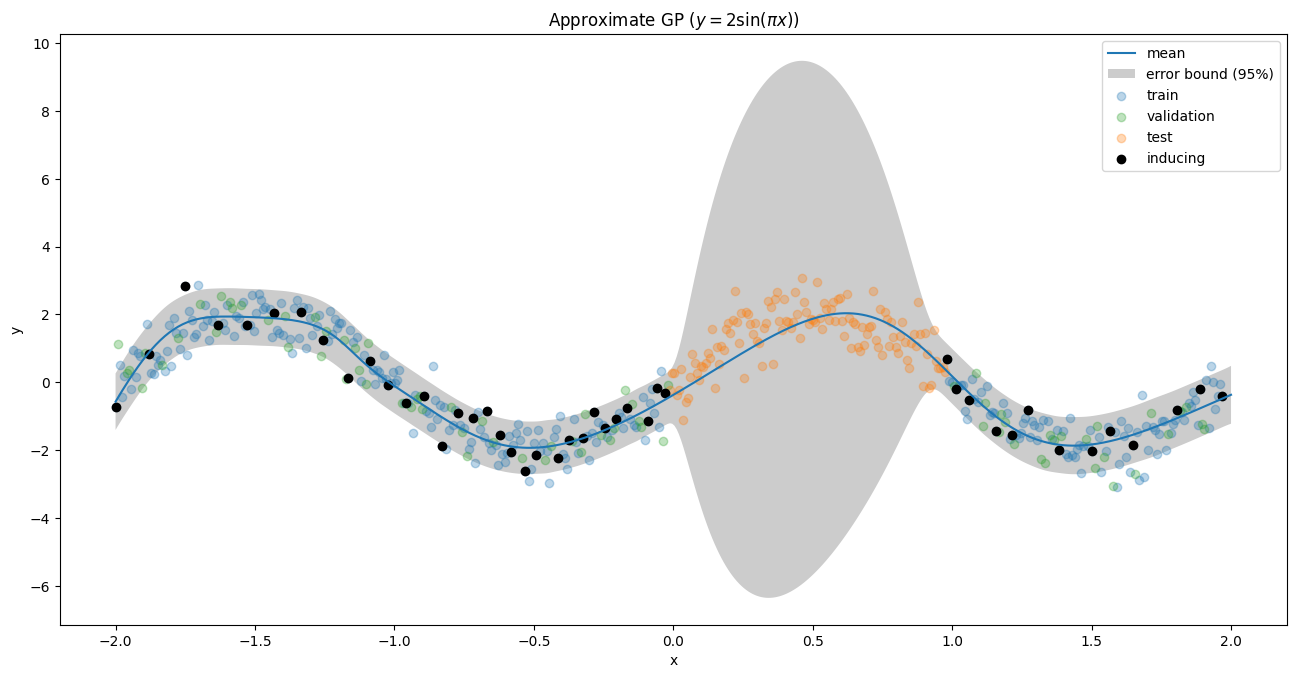 Approximate GP (y = 2sin(πx))
mean
error bound (95%)
train
validation
test
inducing
y
10
8
6
4
2
0
−2
−4
−6
−2.0 −1.5 −1.0 −0.5 0.0 0.5 1.0 1.5 2.0
x